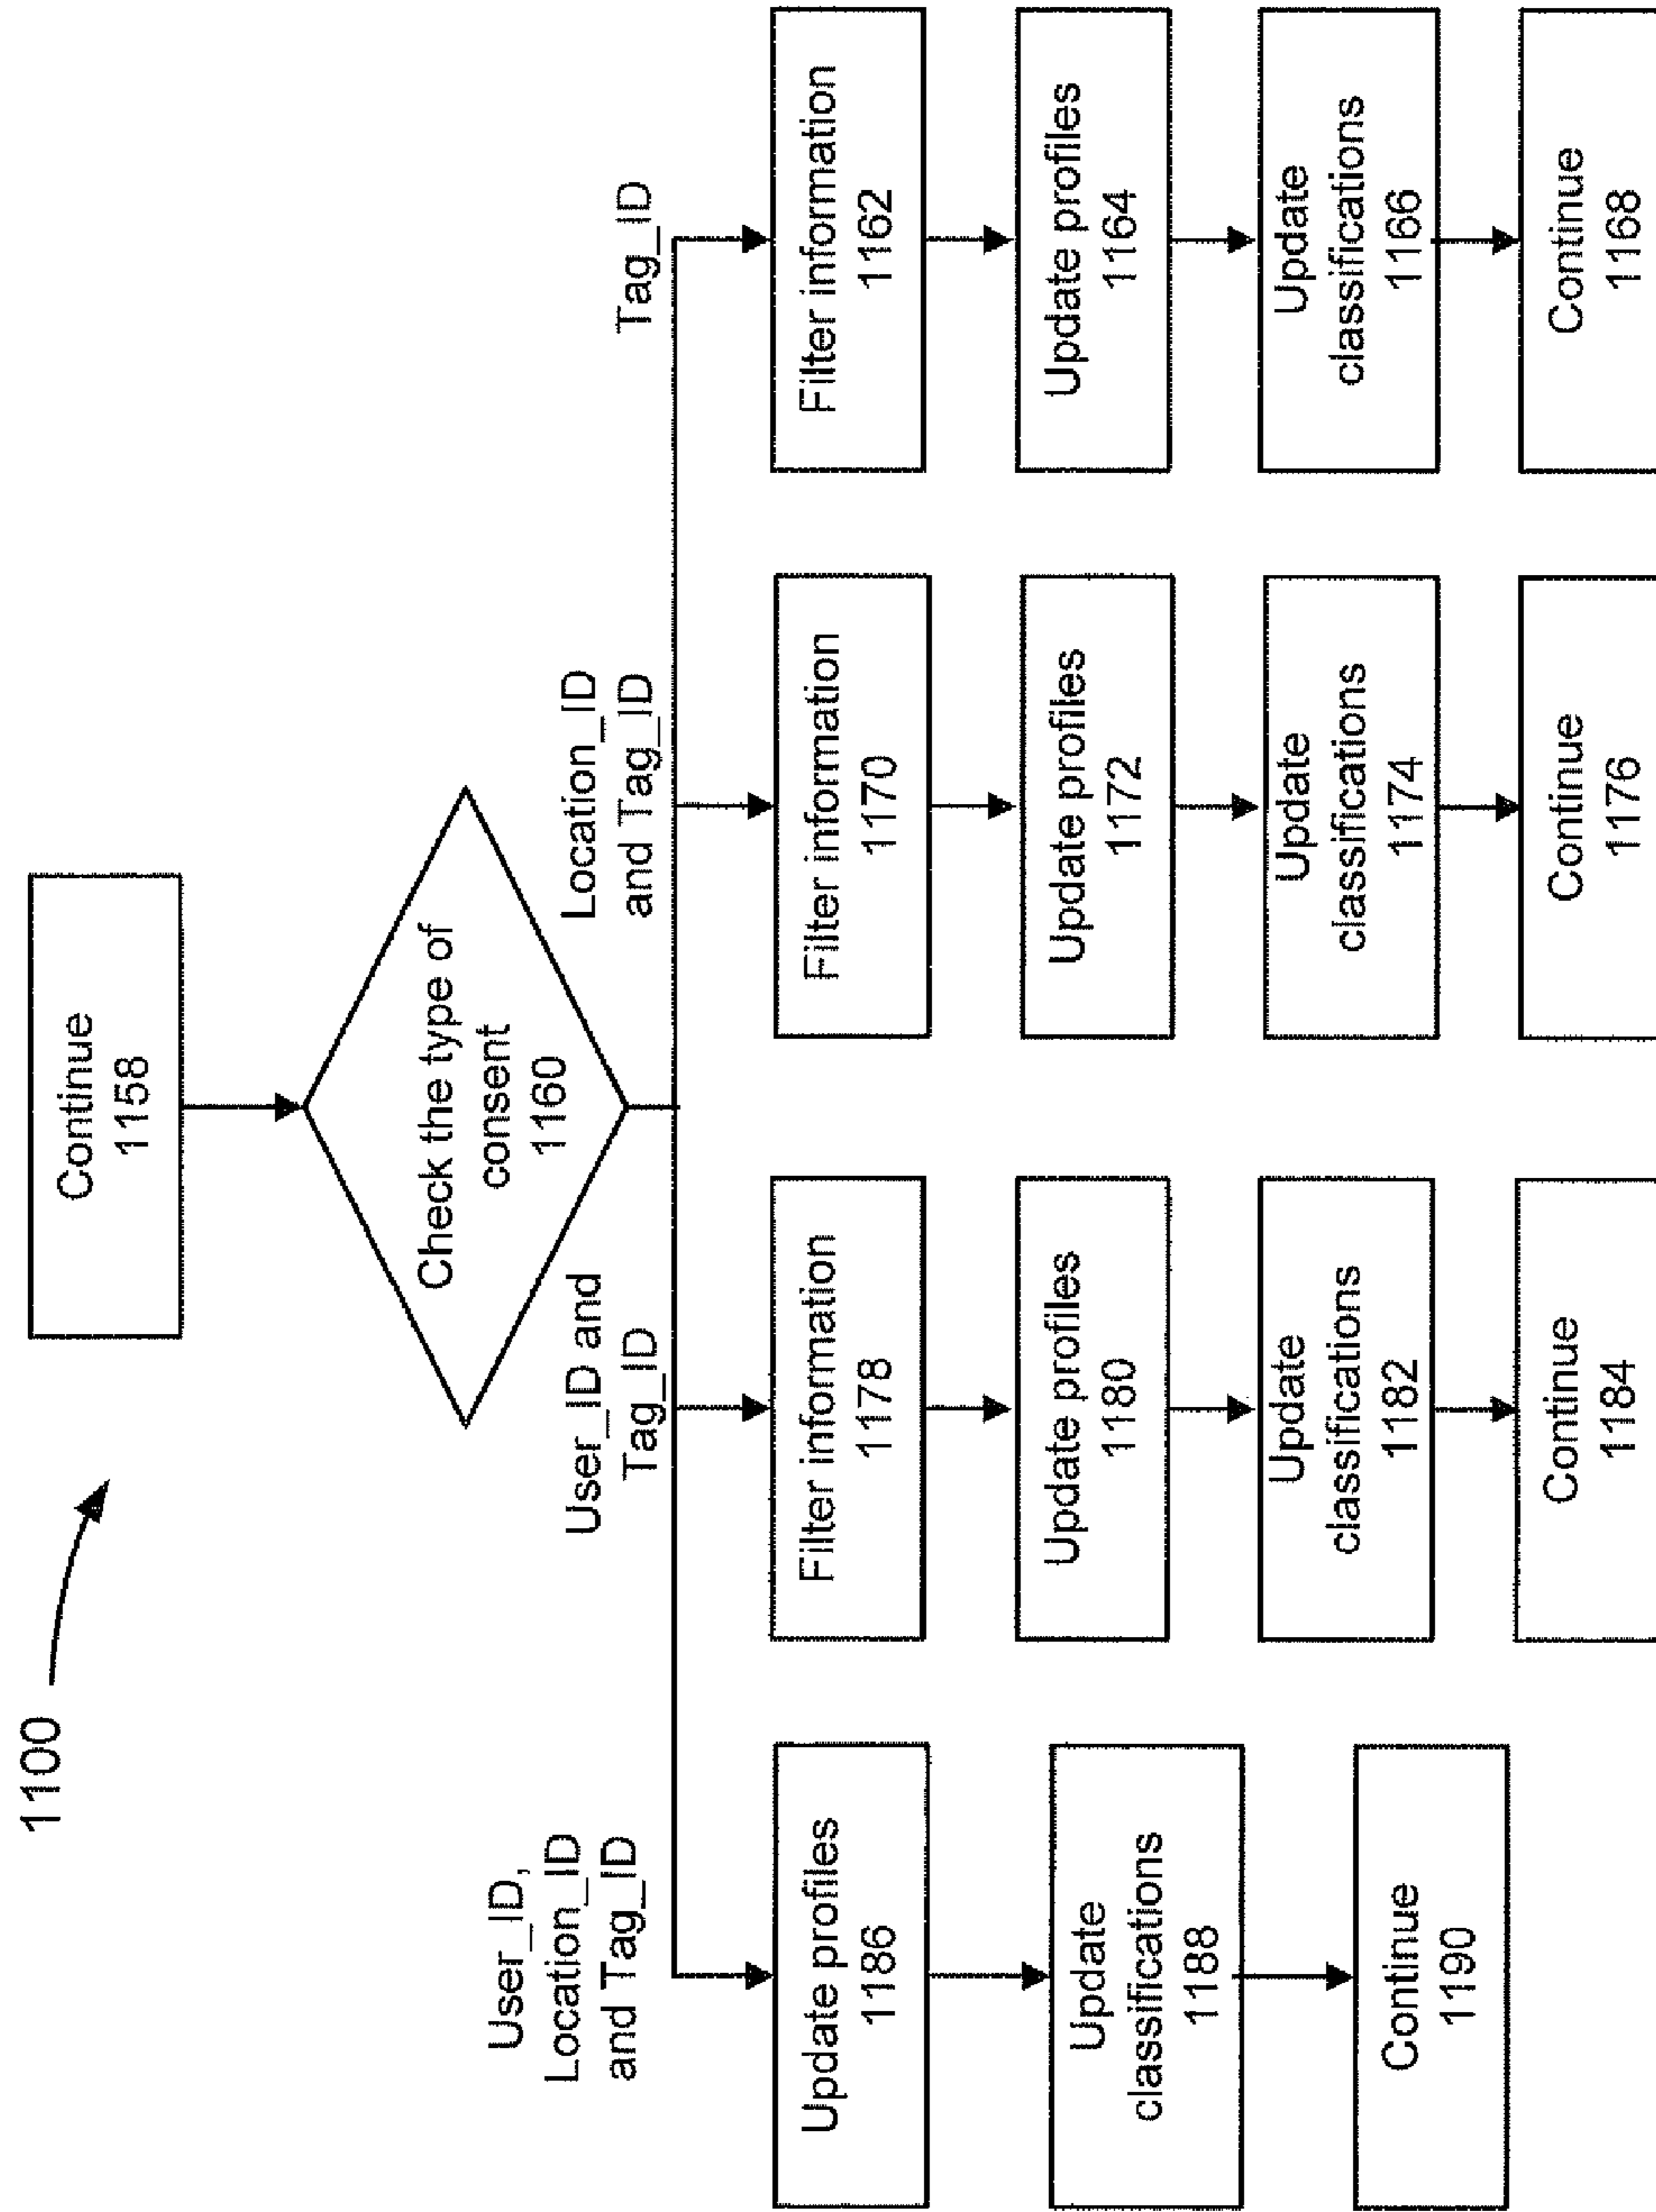 1100
Continue
1158
Check the type of
consent
1160
User_ID,
Location_ID
and Tag_ID
User_ID and
Tag_ID
Location_ID
and Tag_ID
Tag_ID
Update profiles
1186
Update
classifications
1188
Continue
1190
Filter information
1178
Update profiles
1180
Update
classifications
1182
Continue
1184
Filter information
1170
Update profiles
1172
Update
classifications
1174
Continue
1176
Filter information
1162
Update profiles
1164
Update
classifications
1166
Continue
1168